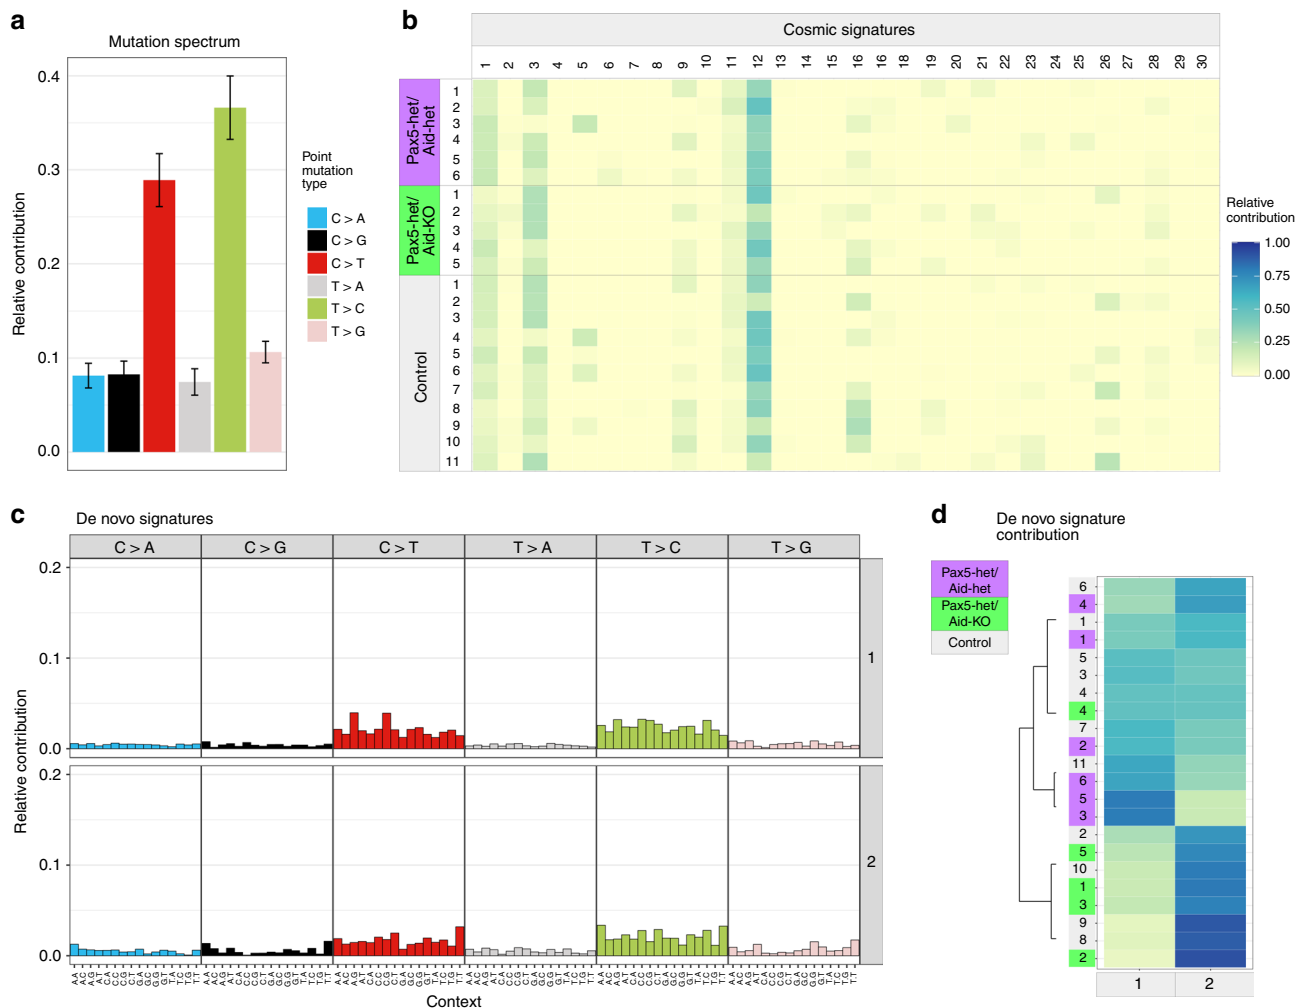 a
Mutation spectrum
Relative contribution
0.4
0.3
0.2
0.1
0.0
Point
mutation
type
C > A
C > G
C > T
T > A
T > C
T > G
b
Cosmic signatures
1 2 3 4 5 6 7 8 9 10 11 12 13 14 15 16 17 18 19 20 21 22 23 24 25 26 27 28 29 30
Pax5-het/
Aid-het
1
2
3
4
5
6
Pax5-het/
Aid-KO
1
2
3
4
5
Control
1
2
3
4
5
6
7
8
9
10
11
Relative
contribution
1.00
0.75
0.50
0.25
0.00
c
De novo signatures
C > A C > G C > T T > A T > C T > G
Relative contribution
0.2
0.1
0.0
1
Relative contribution
0.2
0.1
0.0
2
Context
d
De novo signature
contribution
Pax5-het/
Aid-het
Pax5-het/
Aid-KO
Control
6
4
1
1
5
3
4
4
7
2
11
6
5
3
2
5
10
1
3
9
8
2
1 2